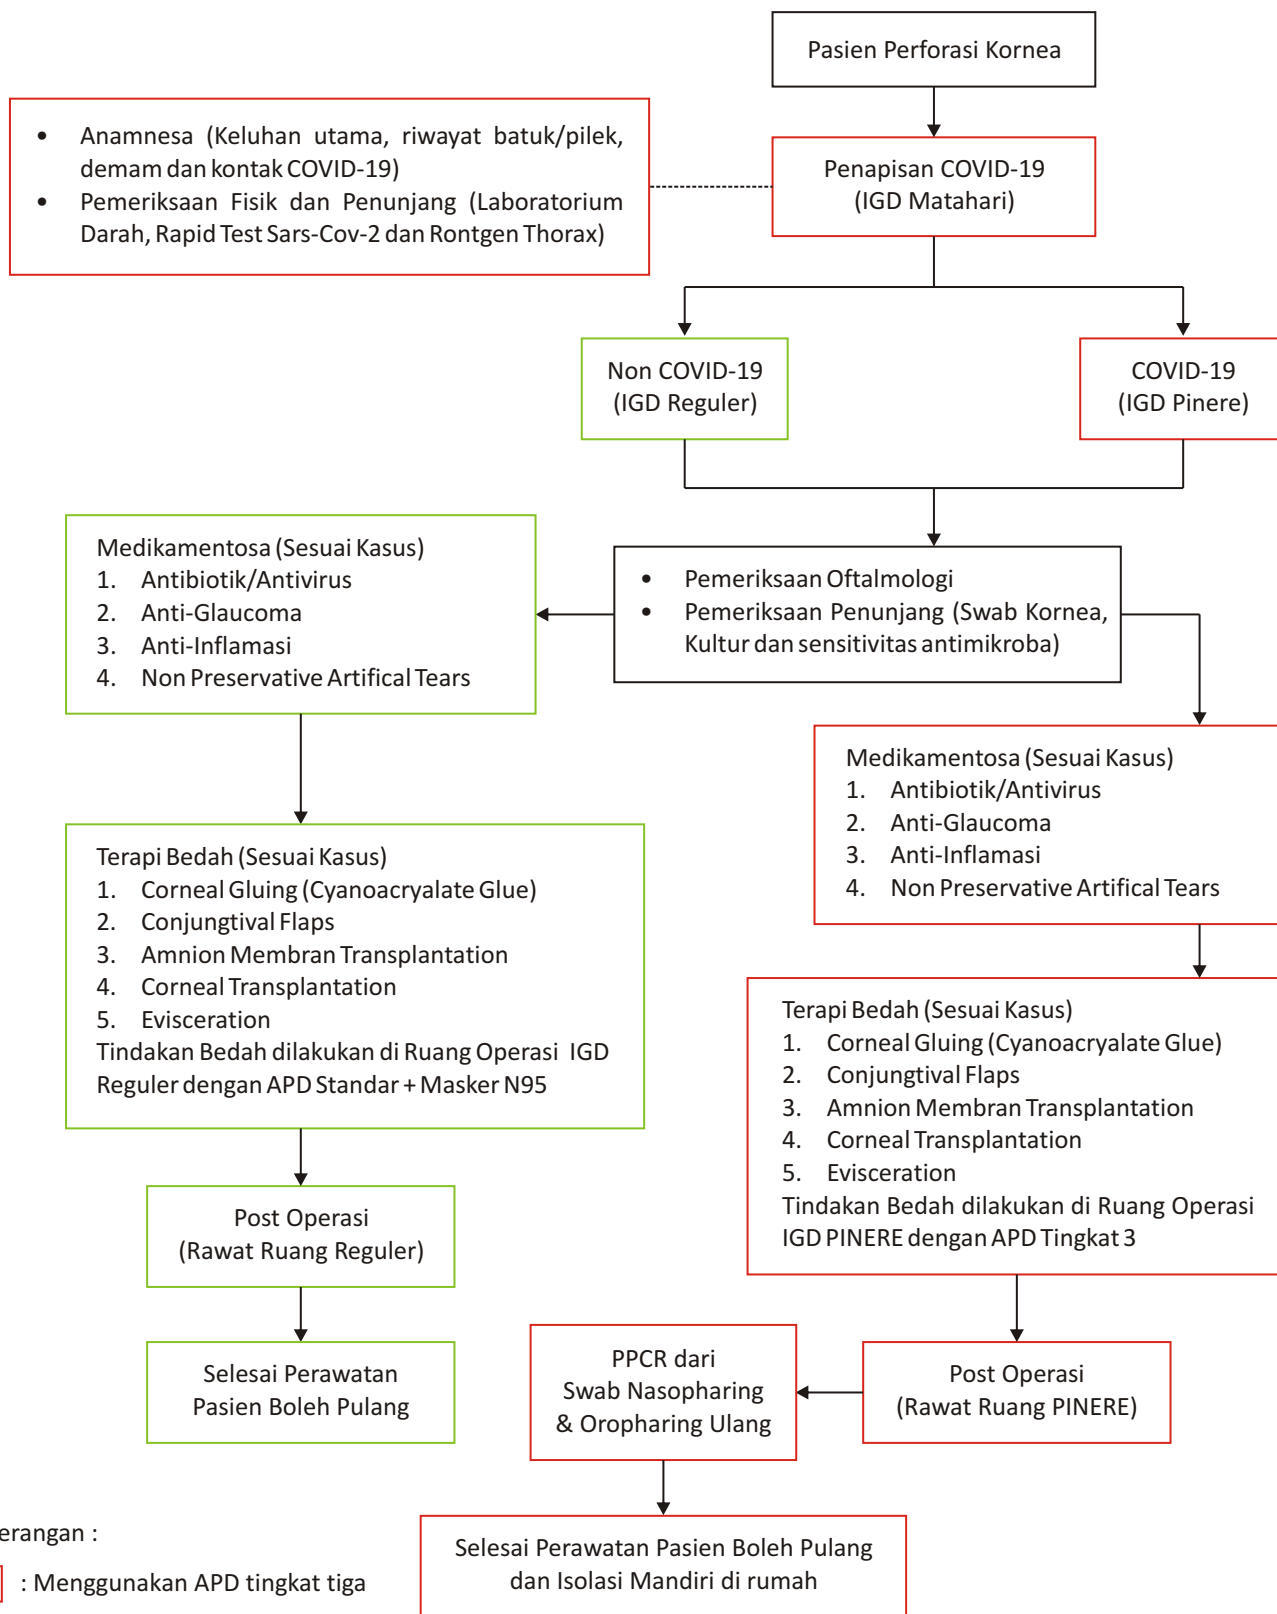 Pasien Perforasi Kornea
• Anamnesa (Keluhan utama, riwayat batuk/pilek,
demam dan kontak COVID-19)
• Pemeriksaan Fisik dan Penunjang (Laboratorium
Darah, Rapid Test Sars-Cov-2 dan Rontgen Thorax)
Penapisan COVID-19
(IGD Matahari)
Non COVID-19
(IGD Reguler)
COVID-19
(IGD Pinere)
Medikamentosa (Sesuai Kasus)
1. Antibiotik/Antivirus
2. Anti-Glaucoma
3. Anti-Inflamasi
4. Non Preservative Artifical Tears
• Pemeriksaan Oftalmologi
• Pemeriksaan Penunjang (Swab Kornea,
Kultur dan sensitivitas antimikroba)
Medikamentosa (Sesuai Kasus)
1. Antibiotik/Antivirus
2. Anti-Glaucoma
3. Anti-Inflamasi
4. Non Preservative Artifical Tears
Terapi Bedah (Sesuai Kasus)
1. Corneal Gluing (Cyanoacryalate Glue)
2. Conjungtival Flaps
3. Amnion Membran Transplantation
4. Corneal Transplantation
5. Evisceration
Tindakan Bedah dilakukan di Ruang Operasi IGD
Reguler dengan APD Standar + Masker N95
Terapi Bedah (Sesuai Kasus)
1. Corneal Gluing (Cyanoacryalate Glue)
2. Conjungtival Flaps
3. Amnion Membran Transplantation
4. Corneal Transplantation
5. Evisceration
Tindakan Bedah dilakukan di Ruang Operasi
IGD PINERE dengan APD Tingkat 3
Post Operasi
(Rawat Ruang Reguler)
Selesai Perawatan
Pasien Boleh Pulang
PPCR dari
Swab Nasopharing
& Oropharing Ulang
Post Operasi
(Rawat Ruang PINERE)
Selesai Perawatan Pasien Boleh Pulang
dan Isolasi Mandiri di rumah
erangan :
: Menggunakan APD tingkat tiga